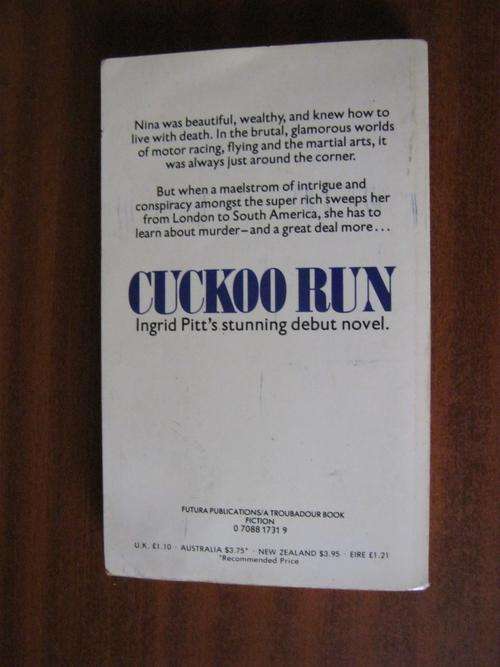 Nina was beautiful, wealthy, and knew how to
live with death. In the brutal, glamorous worlds
of motor racing, flying and the martial arts, it
was always just around the corner.
But when a maelstrom of intrigue and
conspiracy amongst the super rich sweeps her
from London to South America, she has to
learn about murder–and a great deal more...
CUCKOO RUN
Ingrid Pitt's stunning debut novel.
FUTURA PUBLICATIONS/A TROUBADOUR BOOK
FICTION
0 7088 1731 9
U.K. £1.10 · AUSTRALIA $3.75* · NEW ZEALAND $3.95 · EIRE £1.21
*Recommended Price